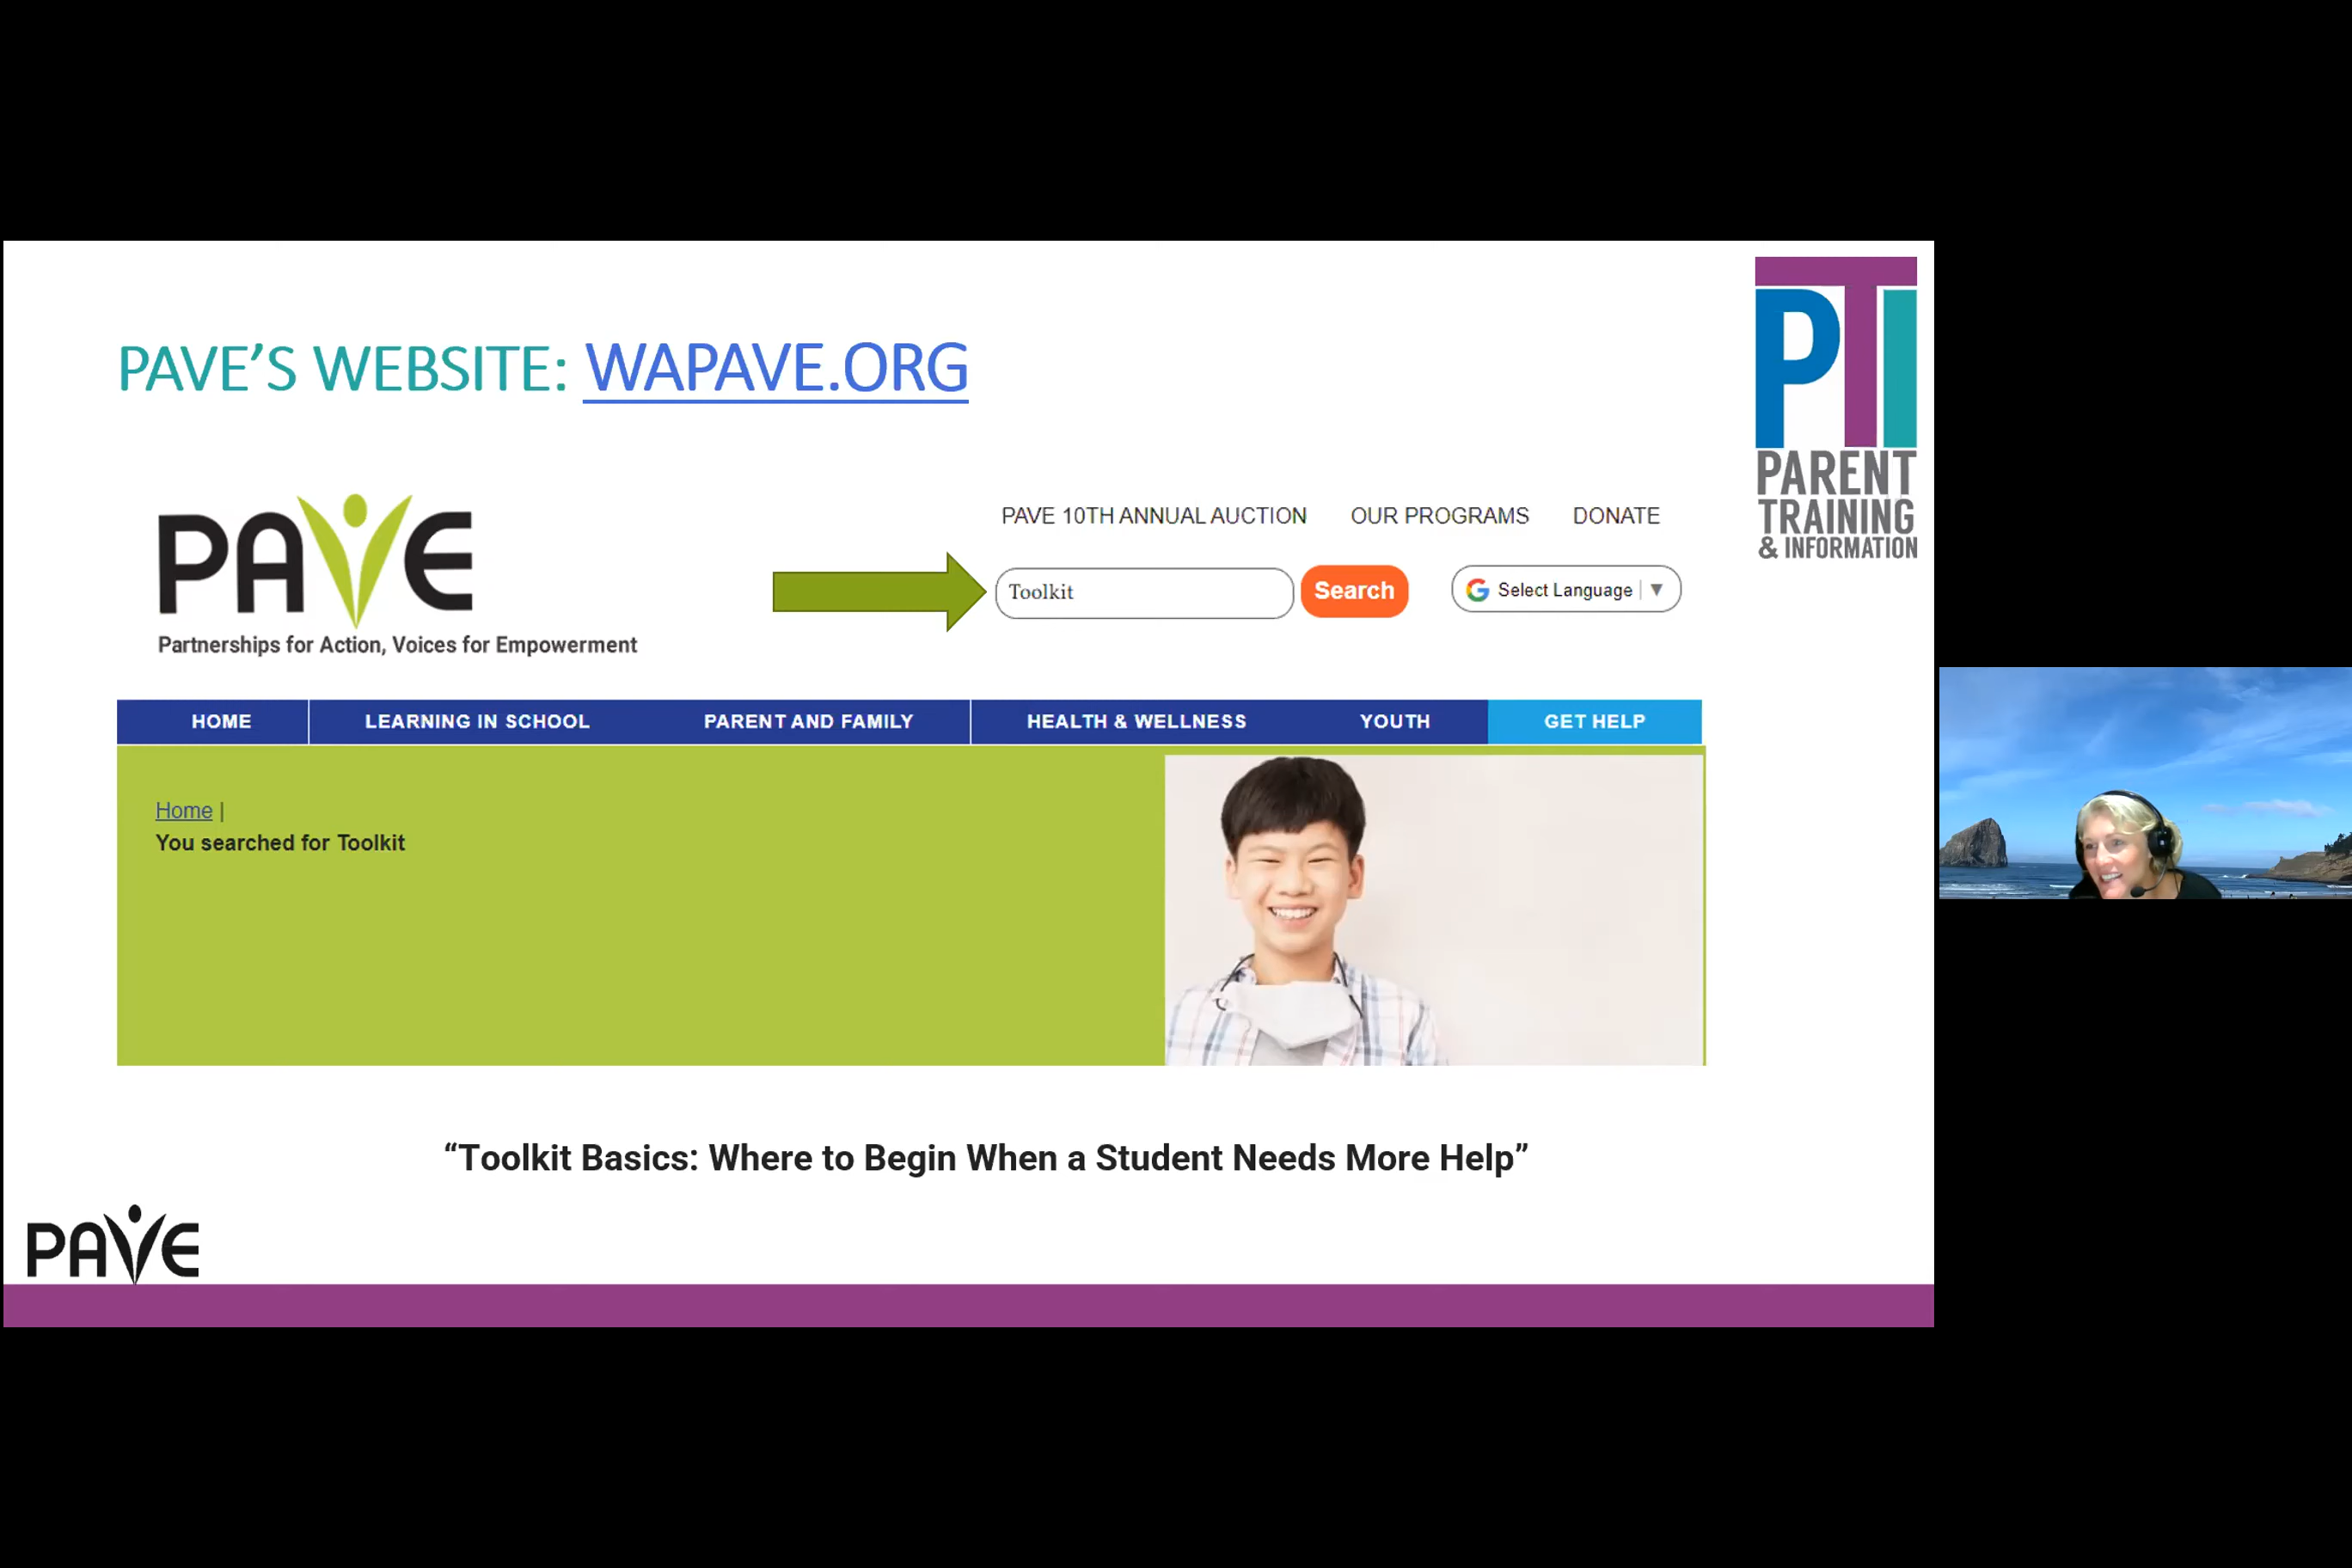 PAVE'S WEBSITE: WAPAVE.ORG
PTI
PARENT
TRAINING
& INFORMATION
PAVE
Partnerships for Action, Voices for Empowerment
PAVE 10TH ANNUAL AUCTION OUR PROGRAMS DONATE
Toolkit Search Select Language
HOME LEARNING IN SCHOOL PARENT AND FAMILY HEALTH & WELLNESS YOUTH GET HELP
Home |
You searched for Toolkit
“Toolkit Basics: Where to Begin When a Student Needs More Help”
PAVE